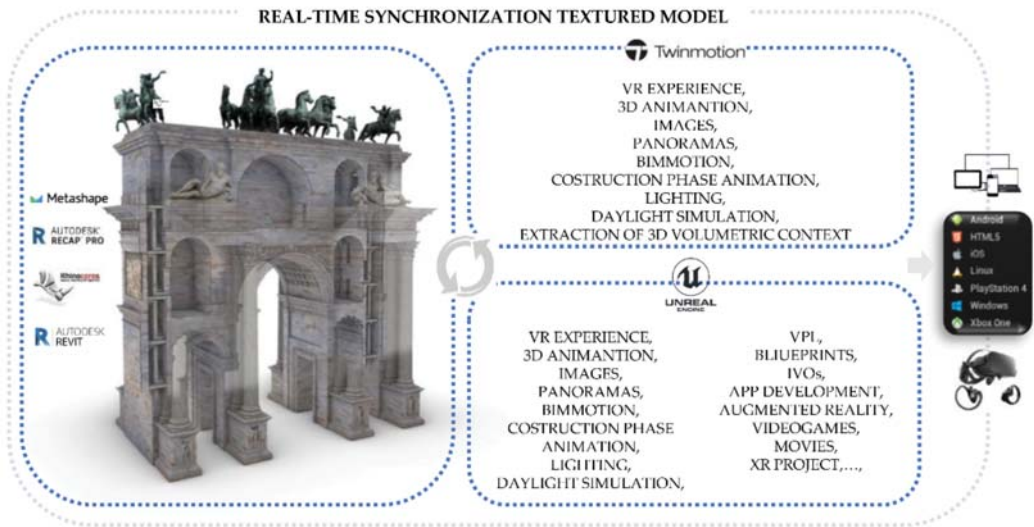 REAL-TIME SYNCHRONIZATION TEXTURED MODEL
Metashape
AUTODESK®
RECAP PRO
Rhinoceros
AUTODESK
REVIT
Twinmotion
VR EXPERIENCE,
3D ANIMANTION,
IMAGES,
PANORAMAS,
BIMMOTION,
COSTRUCTION PHASE ANIMATION,
LIGHTING,
DAYLIGHT SIMULATION,
EXTRACTION OF 3D VOLUMETRIC CONTEXT
UNREAL
ENGINE
VR EXPERIENCE,
3D ANIMANTION,
IMAGES,
PANORAMAS,
BIMMOTION,
COSTRUCTION PHASE
ANIMATION,
LIGHTING,
DAYLIGHT SIMULATION,
VPL,
BLIUEPRINTS,
IVOs,
APP DEVELOPMENT,
AUGMENTED REALITY,
VIDEOGAMES,
MOVIES,
XR PROJECT,...,
Android
HTML5
iOS
Linux
PlayStation 4
Windows
Xbox One